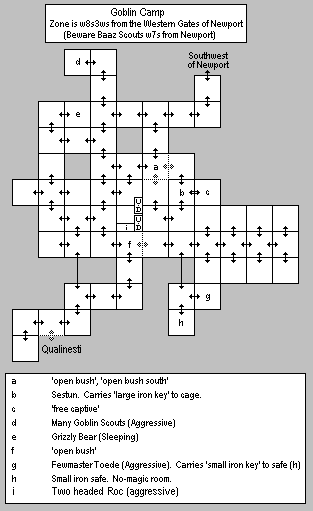 Goblin Camp
Zone is w8s3ws from the Western Gates of Newport
(Beware Baaz Scouts w7s from Newport)
Southwest
of Newport
d
e
a
b
c
U
D
U
D
i
f
g
h
Qualinesti
a 'open bush', 'open bush south'
b Sestun. Carries 'large iron key' to cage.
c 'free captive'
d Many Goblin Scouts (Aggressive)
e Grizzly Bear (Sleeping)
f 'open bush'
g Fewmaster Toede (Aggressive). Carries 'small iron key' to safe (h)
h Small iron safe. No-magic room.
i Two headed Roc (aggressive)